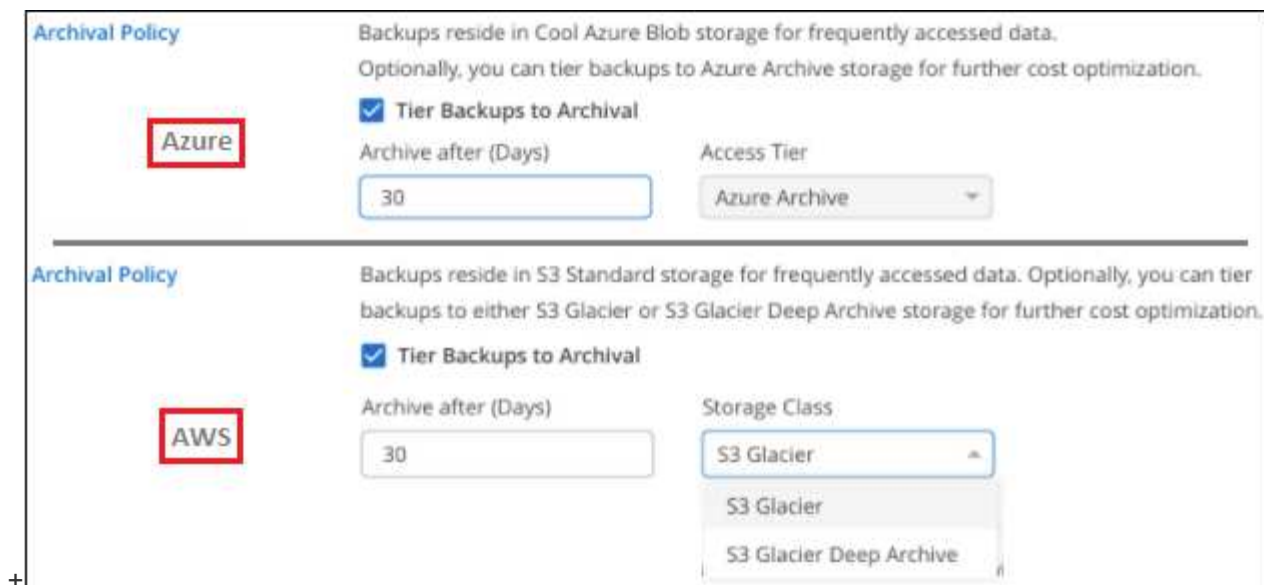 Archival Policy
Backups reside in Cool Azure Blob storage for frequently accessed data.
Optionally, you can tier backups to Azure Archive storage for further cost optimization.
Azure
Tier Backups to Archival
Archive after (Days)
Access Tier
30
Azure Archive
Archival Policy
Backups reside in S3 Standard storage for frequently accessed data. Optionally, you can tier
backups to either S3 Glacier or S3 Glacier Deep Archive storage for further cost optimization.
Tier Backups to Archival
AWS
Archive after (Days)
Storage Class
30
S3 Glacier
S3 Glacier
S3 Glacier Deep Archive
+